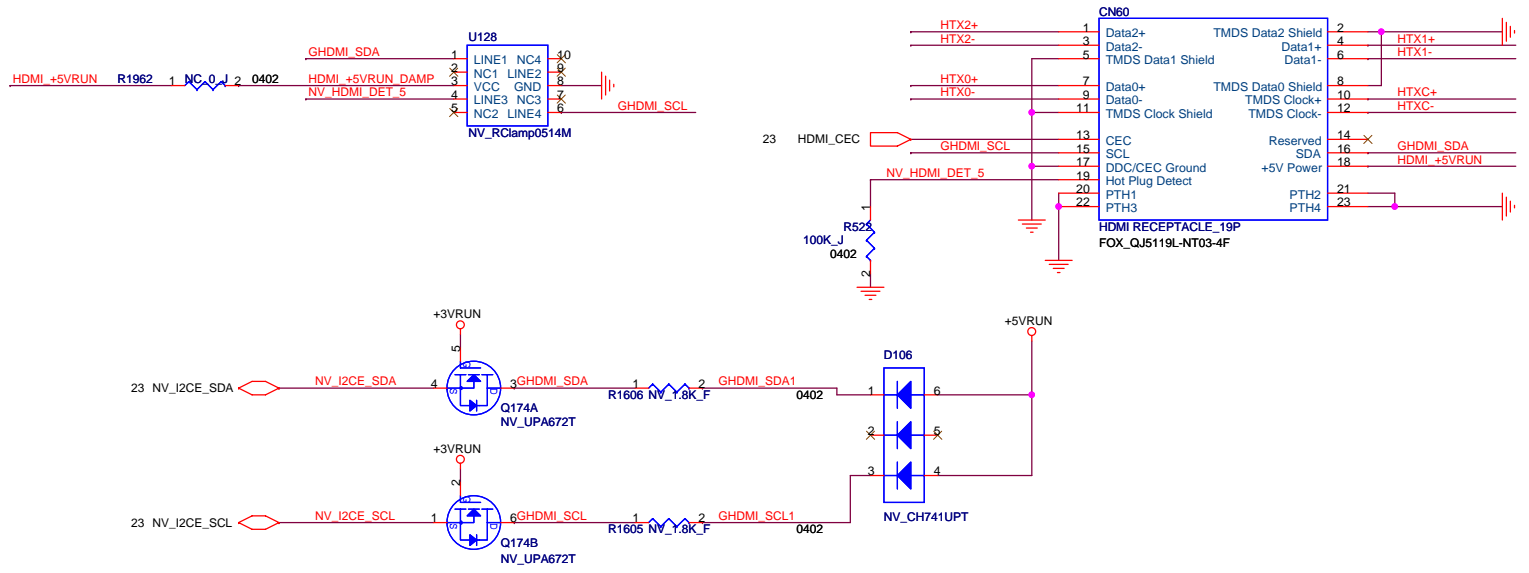 U128
GHDMI_SDA 1 LINE1 NC4 10
2 NC1 LINE2 9
HDMI_+5VRUN R1962 1 NC_0_J 2 0402 HDMI_+5VRUN_DAMP 3 VCC GND 8
NV_HDMI_DET_5 4 LINE3 NC3 7
5 NC2 LINE4 6 GHDMI_SCL
NV_RClamp0514M
CN60
HTX2+ 1 Data2+ TMDS Data2 Shield 2
HTX2- 3 Data2- Data1+ 4 HTX1+
5 TMDS Data1 Shield Data1- 6 HTX1-
HTX0+ 7 Data0+ TMDS Data0 Shield 8
HTX0- 9 Data0- TMDS Clock+ 10 HTXC+
11 TMDS Clock Shield TMDS Clock- 12 HTXC-
23 HDMI_CEC 13 CEC Reserved 14
GHDMI_SCL 15 SCL SDA 16 GHDMI_SDA
17 DDC/CEC Ground +5V Power 18 HDMI_+5VRUN
NV_HDMI_DET_5 19 Hot Plug Detect
20 PTH1 PTH2 21
22 PTH3 PTH4 23
HDMI RECEPTACLE_19P
FOX_QJ5119L-NT03-4F
1
R522
100K_J
0402
2
+3VRUN
5
23 NV_I2CE_SDA NV_I2CE_SDA 4 S G D 3 GHDMI_SDA 1 2 GHDMI_SDA1
R1606 NV_1.8K_F 0402
Q174A
NV_UPA672T
+3VRUN
2
23 NV_I2CE_SCL NV_I2CE_SCL 1 S G D 6 GHDMI_SCL 1 2 GHDMI_SCL1
R1605 NV_1.8K_F 0402
Q174B
NV_UPA672T
+5VRUN
D106
1 6
2 5
3 4
NV_CH741UPT